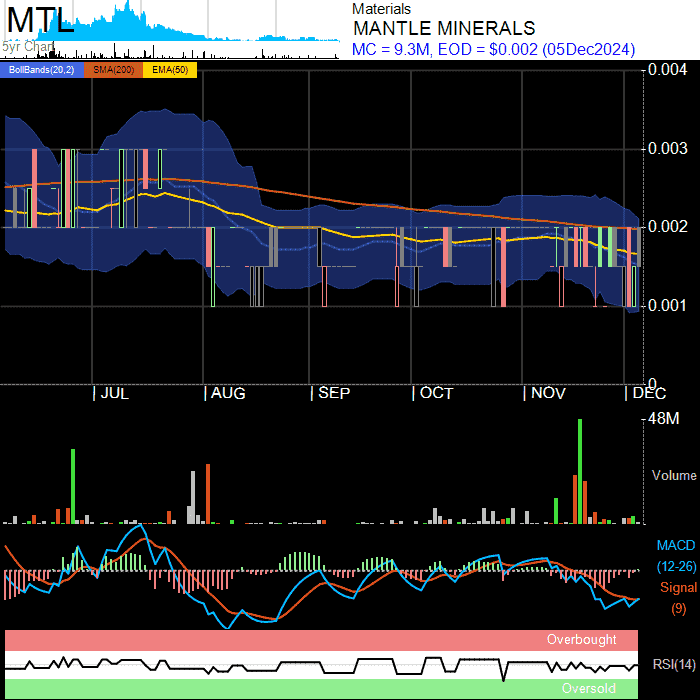 MTL
5yr Chart
Materials
MANTLE MINERALS
MC = 9.3M, EOD = $0.002 (05Dec2024)
BollBands(20,2) SMA(200) EMA(50)
0.004
0.003
0.002
0.001
0
| JUL | AUG | SEP | OCT | NOV | DEC
48M
Volume
MACD
(12-26)
Signal
(9)
Overbought
RSI(14)
Oversold